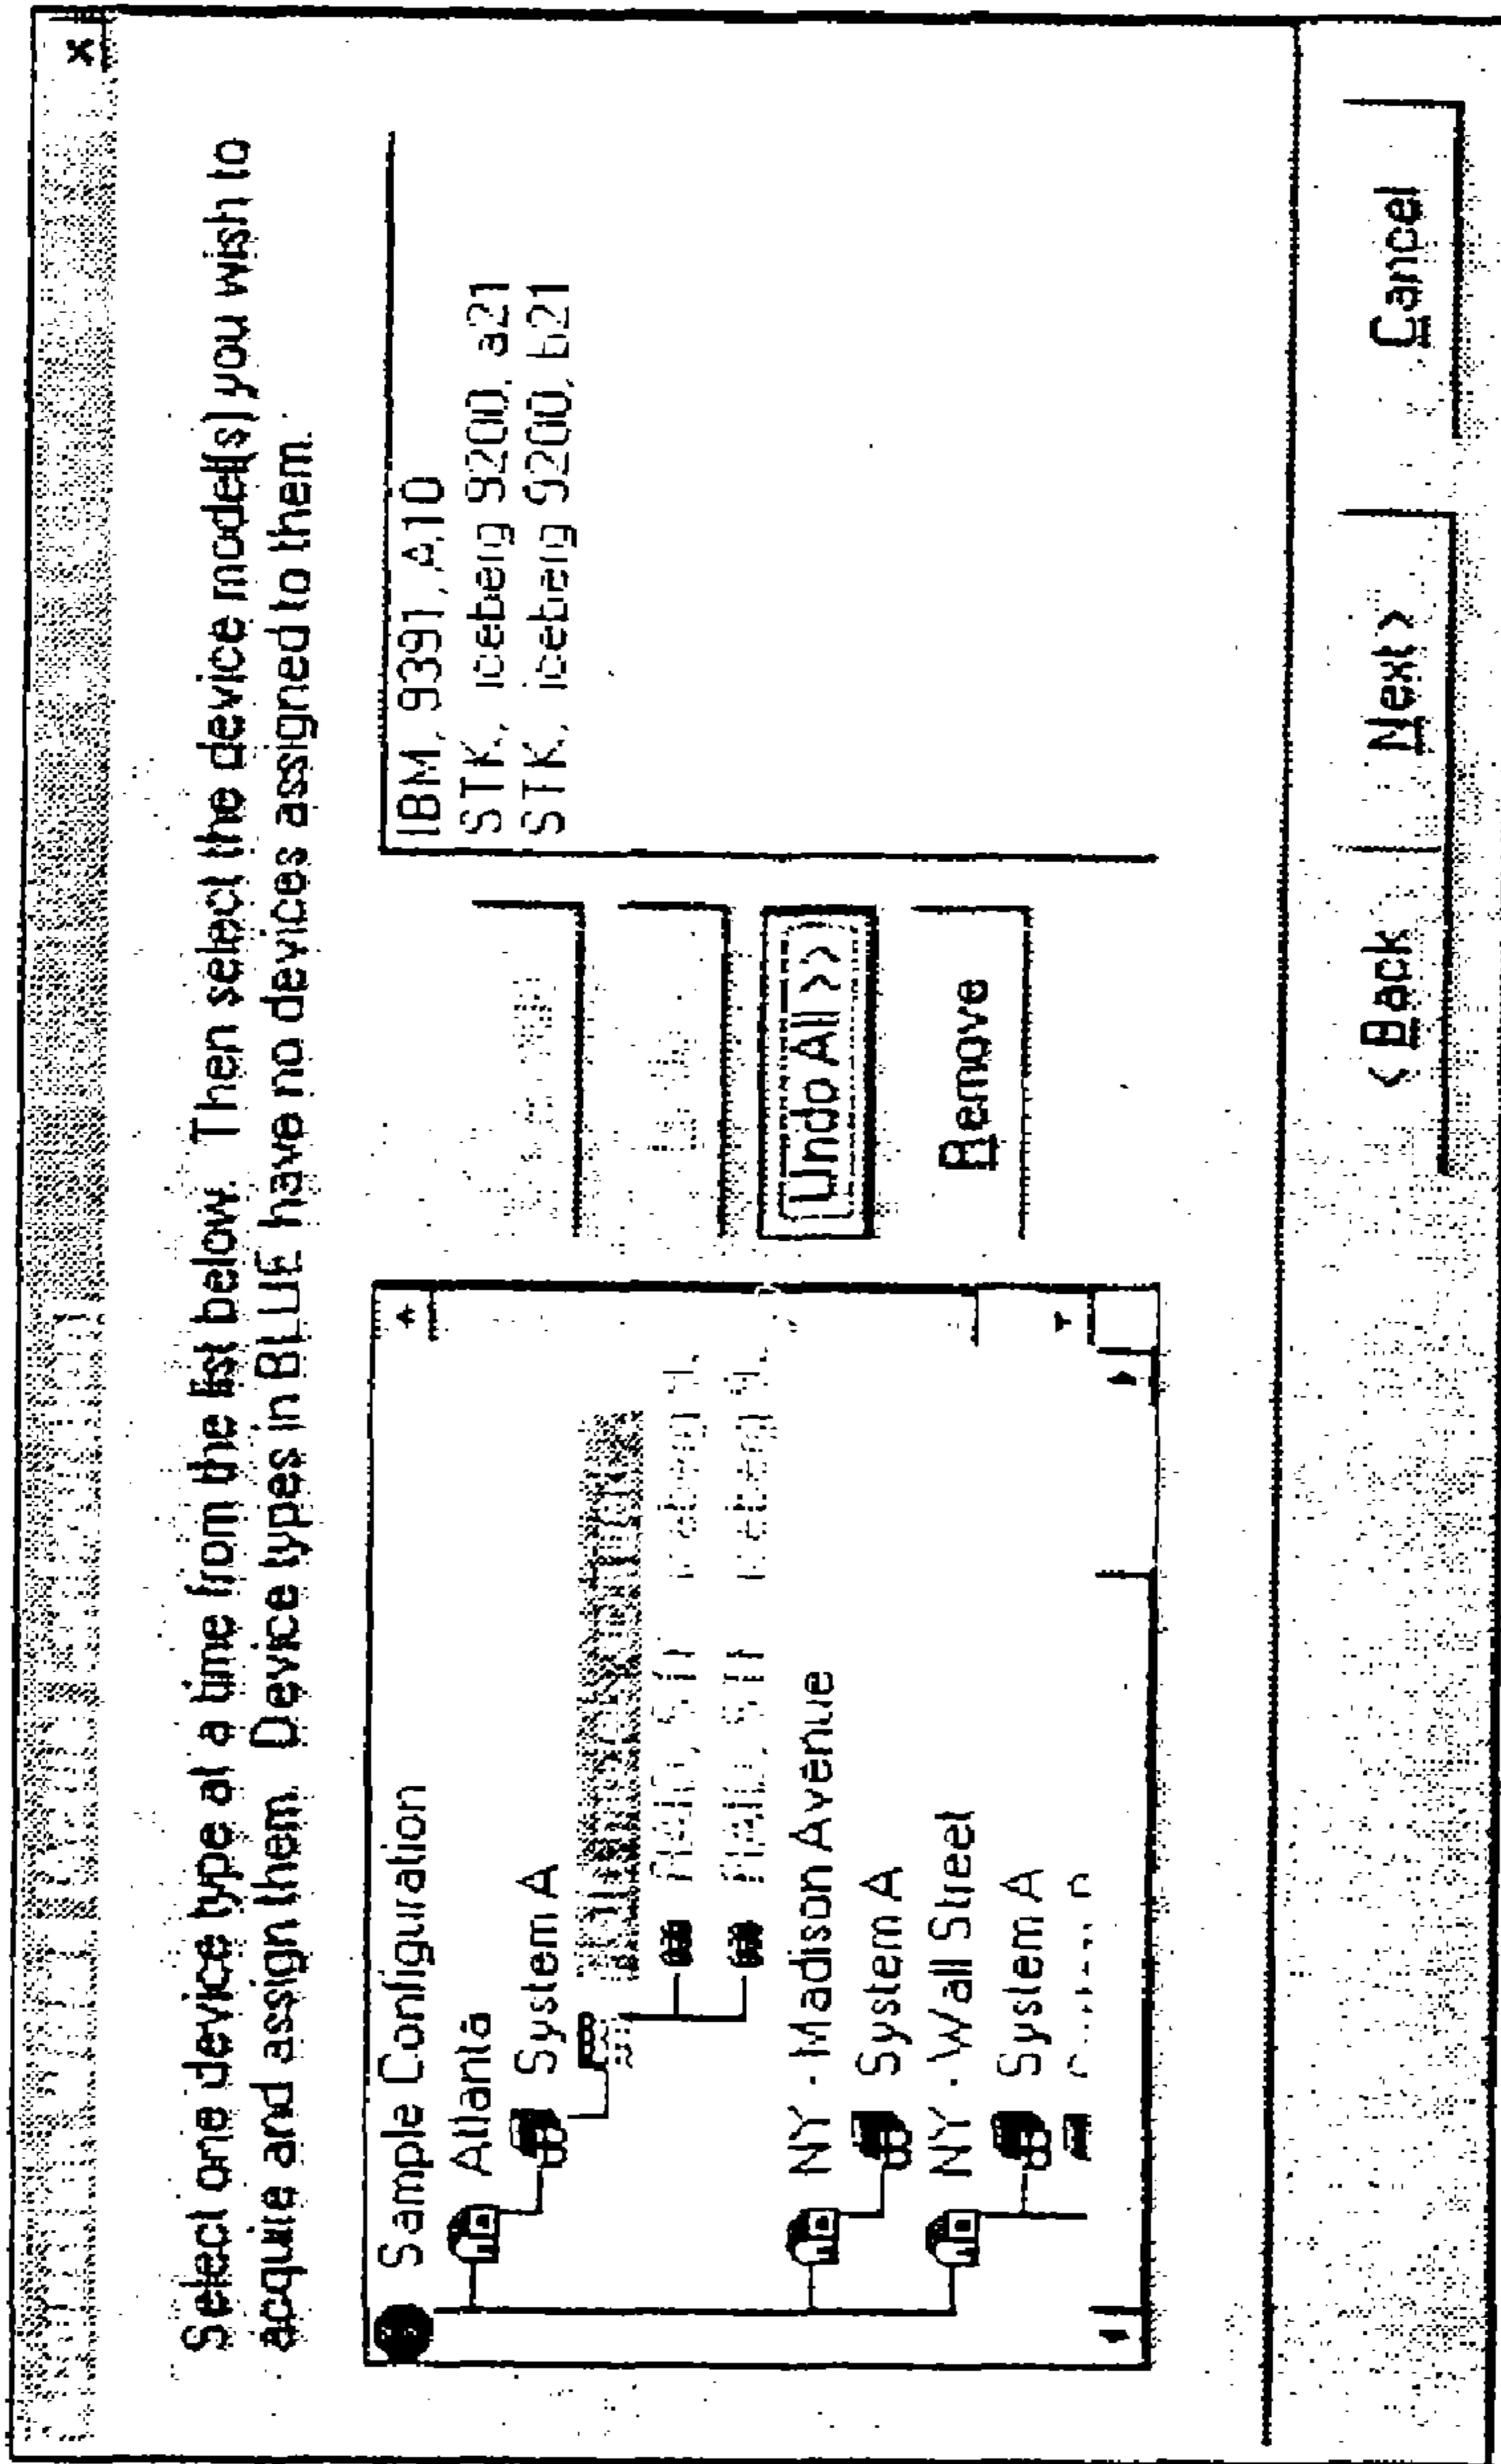 Select one device type at a time from the list below. Then select the device model(s) you wish to
acquire and assign them. Device types in BLUE have no devices assigned to them.
Sample Configuration
Atlanta
System A
NY - Madison Avenue
System A
NY - Wall Street
System A
Undo All >>
Remove
IBM, 9391, A10
STK, iceberg 9200, a21
STK, iceberg 9200, b21
< Back
Next >
Cancel